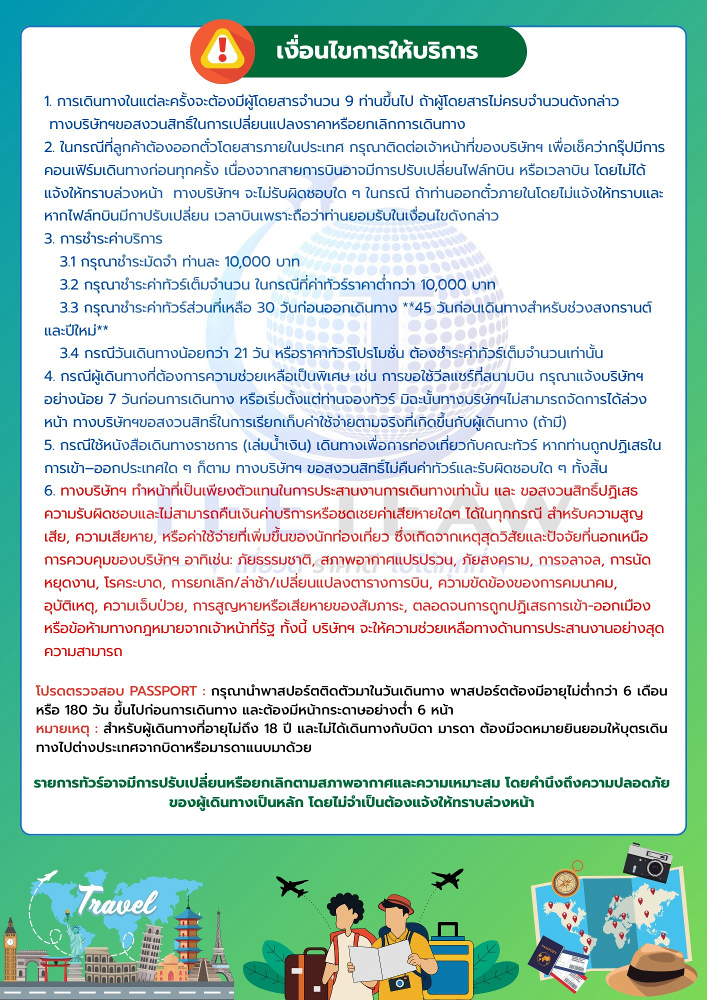 เงื่อนไขการให้บริการ
1. การเดินทางในแต่ละครั้งจะต้องมีผู้โดยสารจำนวน 9 ท่านขึ้นไป ถ้าผู้โดยสารไม่ครบจำนวนดังกล่าว
ทางบริษัทฯขอสงวนสิทธิ์ในการเปลี่ยนแปลงราคาหรือยกเลิกการเดินทาง
2. ในกรณีที่ลูกค้าต้องออกตั๋วโดยสารภายในประเทศ กรุณาติดต่อเจ้าหน้าที่ของบริษัทฯ เพื่อเช็คว่ากรุ๊ปมีการ
คอนเฟิร์มเดินทางก่อนทุกครั้ง เนื่องจากสายการบินอาจมีการปรับเปลี่ยนไฟล์ทบิน หรือเวลาบิน โดยไม่ได้
แจ้งให้ทราบล่วงหน้า ทางบริษัทฯ จะไม่รับผิดชอบใด ๆ ในกรณี ถ้าท่านออกตั๋วภายในโดยไม่แจ้งให้ทราบและ
หากไฟล์ทบินมีกาปรับเปลี่ยน เวลาบินเพราะถือว่าท่านยอมรับในเงื่อนไขดังกล่าว
3. การชำระค่าบริการ
3.1 กรุณาชำระมัดจำ ท่านละ 10,000 บาท
3.2 กรุณาชำระค่าทัวร์เต็มจำนวน ในกรณีที่ค่าทัวร์ราคาต่ำกว่า 10,000 บาท
3.3 กรุณาชำระค่าทัวร์ส่วนที่เหลือ 30 วันก่อนออกเดินทาง **45 วันก่อนเดินทางสำหรับช่วงสงกรานต์
และปีใหม่**
3.4 กรณีวันเดินทางน้อยกว่า 21 วัน หรือราคาทัวร์โปรโมชั่น ต้องชำระค่าทัวร์เต็มจำนวนเท่านั้น
4. กรณีผู้เดินทางที่ต้องการความช่วยเหลือเป็นพิเศษ เช่น การขอใช้วีลแชร์ที่สนามบิน กรุณาแจ้งบริษัทฯ
อย่างน้อย 7 วันก่อนการเดินทาง หรือเริ่มตั้งแต่ท่านจองทัวร์ มิฉะนั้นทางบริษัทฯไม่สามารถจัดการได้ล่วง
หน้า ทางบริษัทฯขอสงวนสิทธิ์ในการเรียกเก็บค่าใช้จ่ายตามจริงที่เกิดขึ้นกับผู้เดินทาง (ถ้ามี)
5. กรณีใช้หนังสือเดินทางราชการ (เล่มน้ำเงิน) เดินทางเพื่อการท่องเที่ยวกับคณะทัวร์ หากท่านถูกปฏิเสธใน
การเข้า–ออกประเทศใด ๆ ก็ตาม ทางบริษัทฯ ขอสงวนสิทธิ์ไม่คืนค่าทัวร์และรับผิดชอบใด ๆ ทั้งสิ้น
6. ทางบริษัทฯ ทำหน้าที่เป็นเพียงตัวแทนในการประสานงานการเดินทางเท่านั้น และ ขอสงวนสิทธิ์ปฏิเสธ
ความรับผิดชอบและไม่สามารถคืนเงินค่าบริการหรือชดเชยค่าเสียหายใดๆ ได้ในทุกกรณี สำหรับความสูญ
เสีย, ความเสียหาย, หรือค่าใช้จ่ายที่เพิ่มขึ้นของนักท่องเที่ยว ซึ่งเกิดจากเหตุสุดวิสัยและปัจจัยที่นอกเหนือ
การควบคุมของบริษัทฯ อาทิเช่น: ภัยธรรมชาติ, สภาพอากาศแปรปรวน, ภัยสงคราม, การจลาจล, การนัด
หยุดงาน, โรคระบาด, การยกเลิก/ล่าช้า/เปลี่ยนแปลงตารางการบิน, ความขัดข้องของการคมนาคม,
อุบัติเหตุ, ความเจ็บป่วย, การสูญหายหรือเสียหายของสัมภาระ, ตลอดจนการถูกปฏิเสธการเข้า-ออกเมือง
หรือข้อห้ามทางกฎหมายจากเจ้าหน้าที่รัฐ ทั้งนี้ บริษัทฯ จะให้ความช่วยเหลือทางด้านการประสานงานอย่างสุด
ความสามารถ
โปรดตรวจสอบ PASSPORT : กรุณานำพาสปอร์ตติดตัวมาในวันเดินทาง พาสปอร์ตต้องมีอายุไม่ต่ำกว่า 6 เดือน
หรือ 180 วัน ขึ้นไปก่อนการเดินทาง และต้องมีหน้ากระดาษอย่างต่ำ 6 หน้า
หมายเหตุ : สำหรับผู้เดินทางที่อายุไม่ถึง 18 ปี และไม่ได้เดินทางกับบิดา มารดา ต้องมีจดหมายยินยอมให้บุตรเดิน
ทางไปต่างประเทศจากบิดาหรือมารดาแนบมาด้วย
รายการทัวร์อาจมีการปรับเปลี่ยนหรือยกเลิกตามสภาพอากาศและความเหมาะสม โดยคำนึงถึงความปลอดภัย
ของผู้เดินทางเป็นหลัก โดยไม่จำเป็นต้องแจ้งให้ทราบล่วงหน้า
Travel
PASSPORT